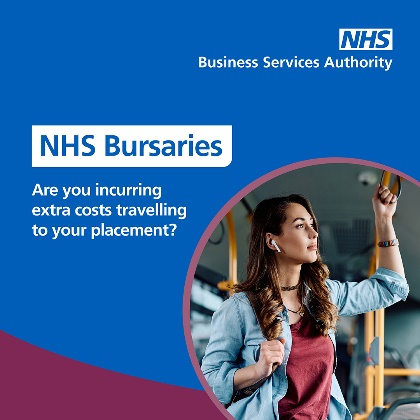 NHS
Business Services Authority
NHS Bursaries
Are you incurring
extra costs travelling
to your placement?